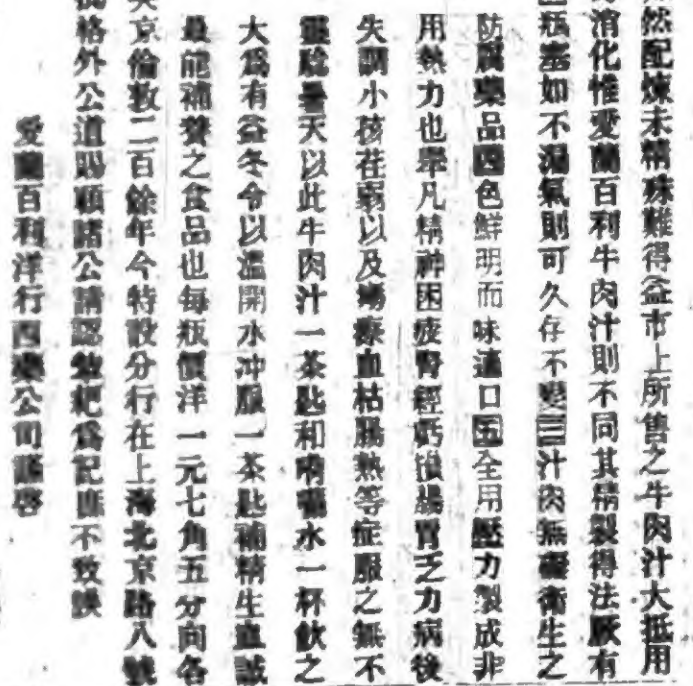 然配煉未精殊難得益市上所售之牛肉汁大抵用
消化惟愛蘭百利牛肉汁則不同其精製得法厥有
瓶塞如不漏氣則可久存不變三汁肉無礙衛生之
防腐藥品四色鮮明而味適口五全用壓力製成非
用熱力也舉凡精神困疲腎經虧損腸胃乏力病後
失調小孩荏弱以及癆瘵血枯腸熱等症服之無不
靈驗暑天以此牛肉汁一茶匙和嗬囒水一杯飲之
大爲有益冬令以溫開水冲服一茶匙補精生血誠
最能補養之食品也每瓶價洋一元七角五分向各
京倫敦二百餘年今特設分行在上海北京路八號
格外公道賜顧諸公請認爲記庶不致誤
愛蘭百利洋行西藥公司謹啓